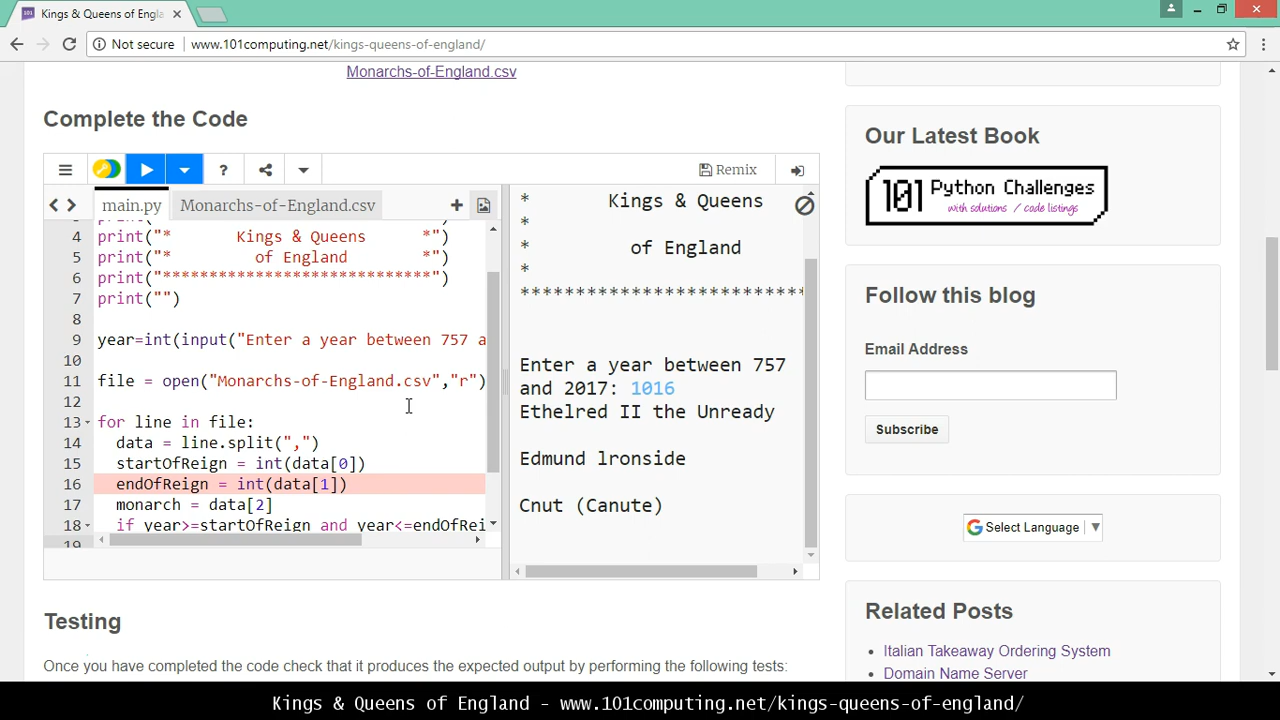 Kings & Queens of Engla
Not secure
www.101computing.net/kings-queens-of-england/
Monarchs-of-England.csv
Complete the Code
?
Remix
main.py
Monarchs-of-England.csv
+
4 print("* Kings & Queens *")
5 print("* of England *")
6 print("*****************************")
7 print("")
8
9 year=int(input("Enter a year between 757 a
10
11 file = open("Monarchs-of-England.csv","r")
12
13 for line in file:
14 data = line.split(",")
15 startOfReign = int(data[0])
16 endOfReign = int(data[1])
17 monarch = data[2]
18 if year>=startOfReign and year<=endOfRei
19
* Kings & Queens
*
* of England
*
**************************
Enter a year between 757
and 2017: 1016
Ethelred II the Unready
Edmund lronside
Cnut (Canute)
Testing
Once you have completed the code check that it produces the expected output by performing the following tests:
Our Latest Book
101 Python Challenges
with solutions / code listings
Follow this blog
Email Address
Subscribe
G Select Language
Related Posts
Italian Takeaway Ordering System
Domain Name Server
Kings & Queens of England - www.101computing.net/kings-queens-of-england/